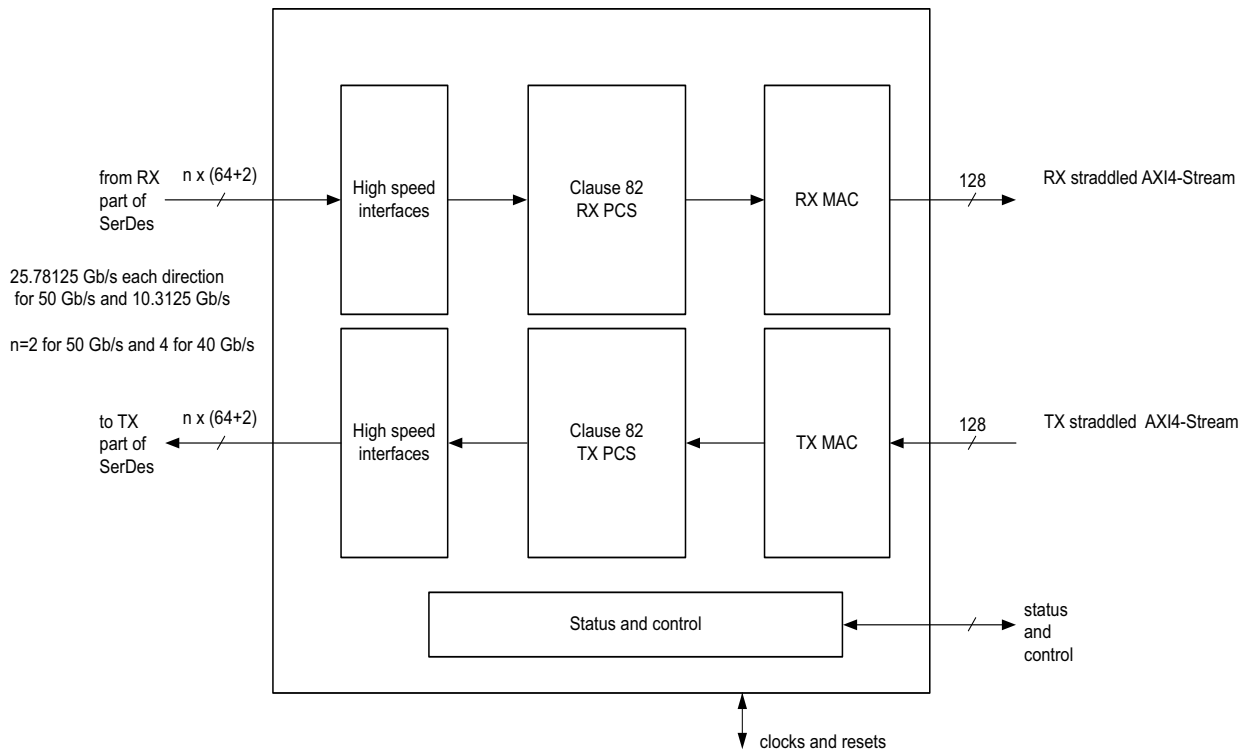 from RX
part of
SerDes
n x (64+2)
High speed
interfaces
Clause 82
RX PCS
RX MAC
128
RX straddled AXI4-Stream
25.78125 Gb/s each direction
for 50 Gb/s and 10.3125 Gb/s
n=2 for 50 Gb/s and 4 for 40 Gb/s
to TX
part of
SerDes
n x (64+2)
High speed
interfaces
Clause 82
TX PCS
TX MAC
128
TX straddled AXI4-Stream
Status and control
status
and
control
clocks and resets